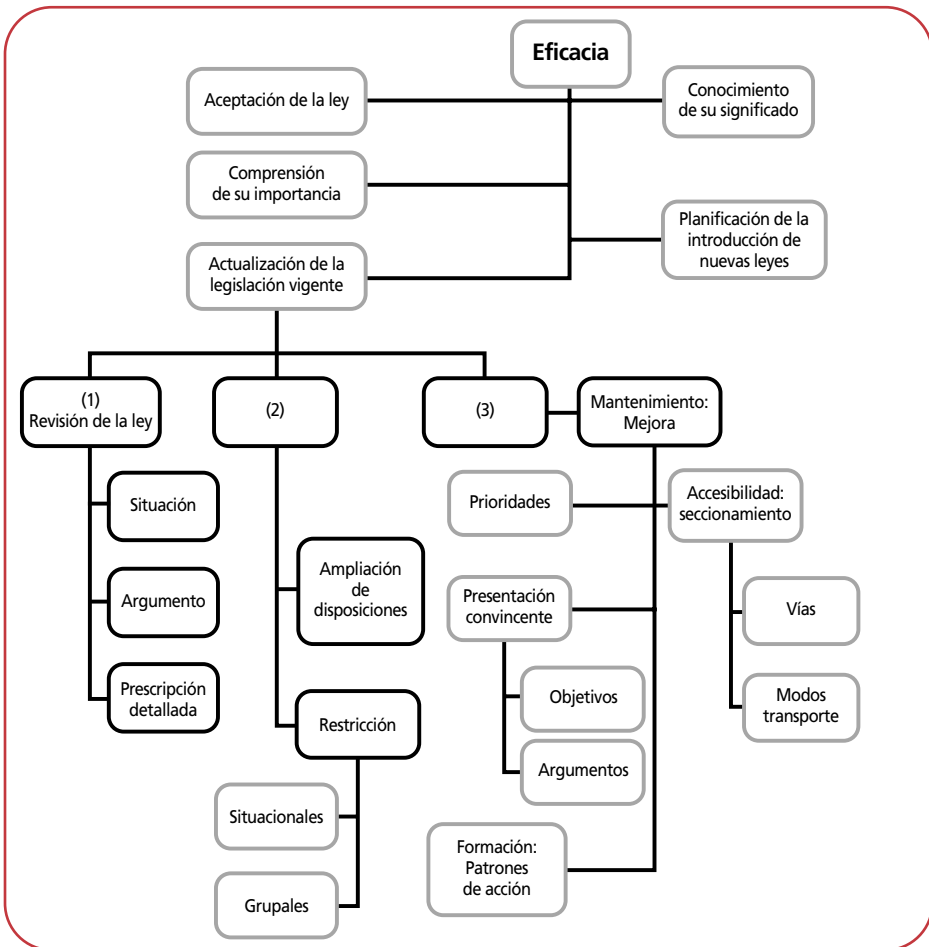 Eficacia
Aceptación de la ley
Conocimiento
de su significado
Comprensión
de su importancia
Planificación de la
introducción de
nuevas leyes
Actualización de la
legislación vigente
(1)
Revisión de la ley
(2)
(3)
Mantenimiento:
Mejora
Situación
Argumento
Prescripción
detallada
Ampliación
de
disposiciones
Restricción
Situacionales
Grupales
Prioridades
Accesibilidad:
seccionamiento
Presentación
convincente
Vías
Modos
transporte
Objetivos
Argumentos
Formación:
Patrones
de acción